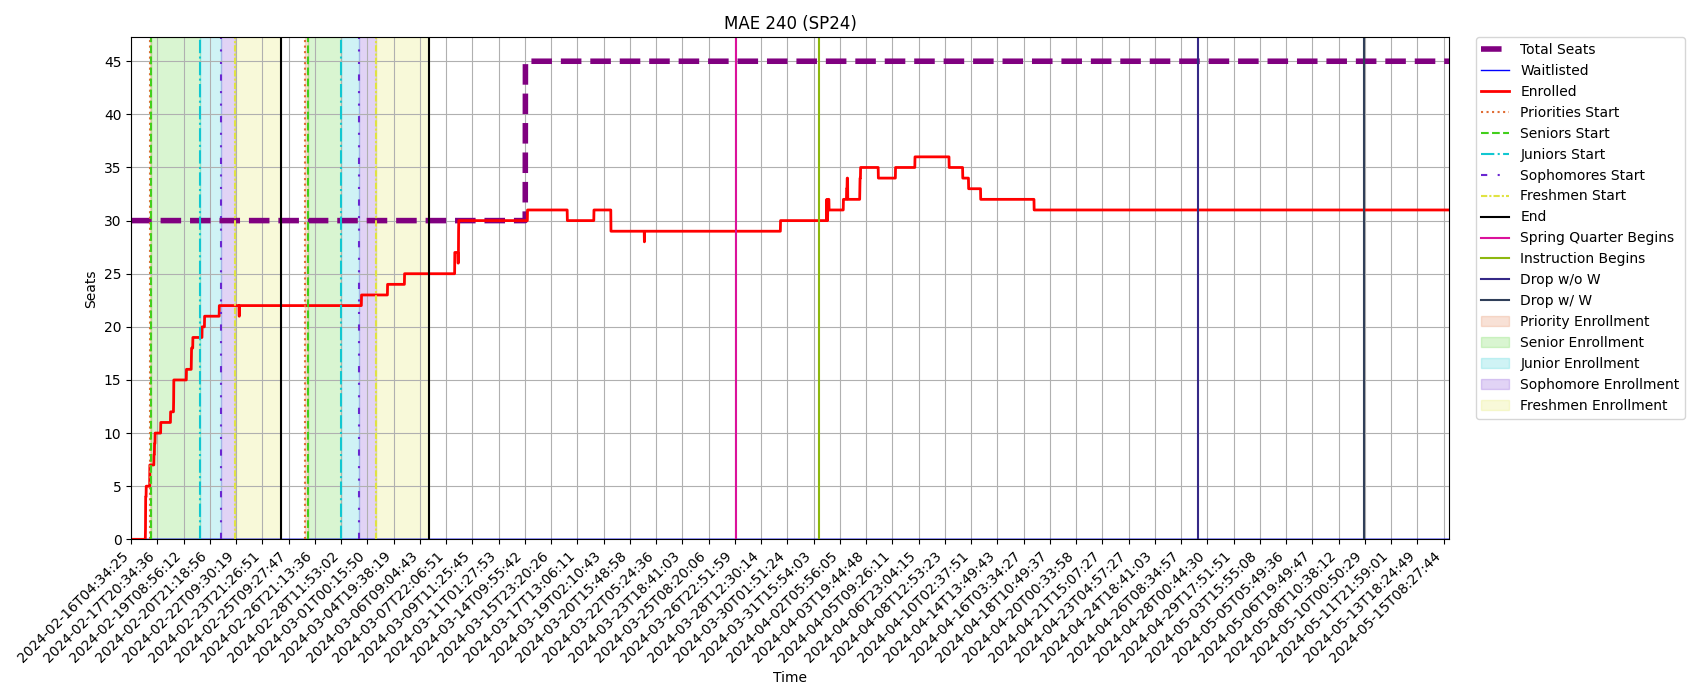 MAE 240 (SP24)
Seats
45
40
35
30
25
20
15
10
5
0
2024-02-16T04:34:25
2024-02-17T20:34:36
2024-02-19T08:56:12
2024-02-20T21:18:56
2024-02-22T09:30:19
2024-02-23T21:26:51
2024-02-25T09:27:47
2024-02-26T21:13:36
2024-02-28T11:53:02
2024-03-01T00:15:50
2024-03-04T19:38:19
2024-03-06T09:04:43
2024-03-07T22:06:51
2024-03-09T11:25:45
2024-03-11T01:27:53
2024-03-14T09:55:42
2024-03-15T23:20:26
2024-03-17T13:06:11
2024-03-19T02:10:43
2024-03-20T15:48:58
2024-03-22T05:24:36
2024-03-23T18:41:03
2024-03-25T08:20:06
2024-03-26T22:51:59
2024-03-28T12:30:14
2024-03-30T01:51:24
2024-03-31T15:54:03
2024-04-02T05:56:05
2024-04-03T19:44:48
2024-04-05T09:26:11
2024-04-06T23:04:15
2024-04-08T12:53:23
2024-04-10T02:37:51
2024-04-14T13:49:43
2024-04-16T03:34:27
2024-04-18T10:49:37
2024-04-20T00:33:58
2024-04-21T15:07:27
2024-04-23T04:57:27
2024-04-24T18:41:03
2024-04-26T08:34:57
2024-04-28T00:44:30
2024-04-29T17:51:51
2024-05-03T15:55:08
2024-05-05T05:49:36
2024-05-06T19:49:47
2024-05-08T10:38:12
2024-05-10T00:50:29
2024-05-11T21:59:01
2024-05-13T18:24:49
2024-05-15T08:27:44
Time
Total Seats
Waitlisted
Enrolled
Priorities Start
Seniors Start
Juniors Start
Sophomores Start
Freshmen Start
End
Spring Quarter Begins
Instruction Begins
Drop w/o W
Drop w/ W
Priority Enrollment
Senior Enrollment
Junior Enrollment
Sophomore Enrollment
Freshmen Enrollment